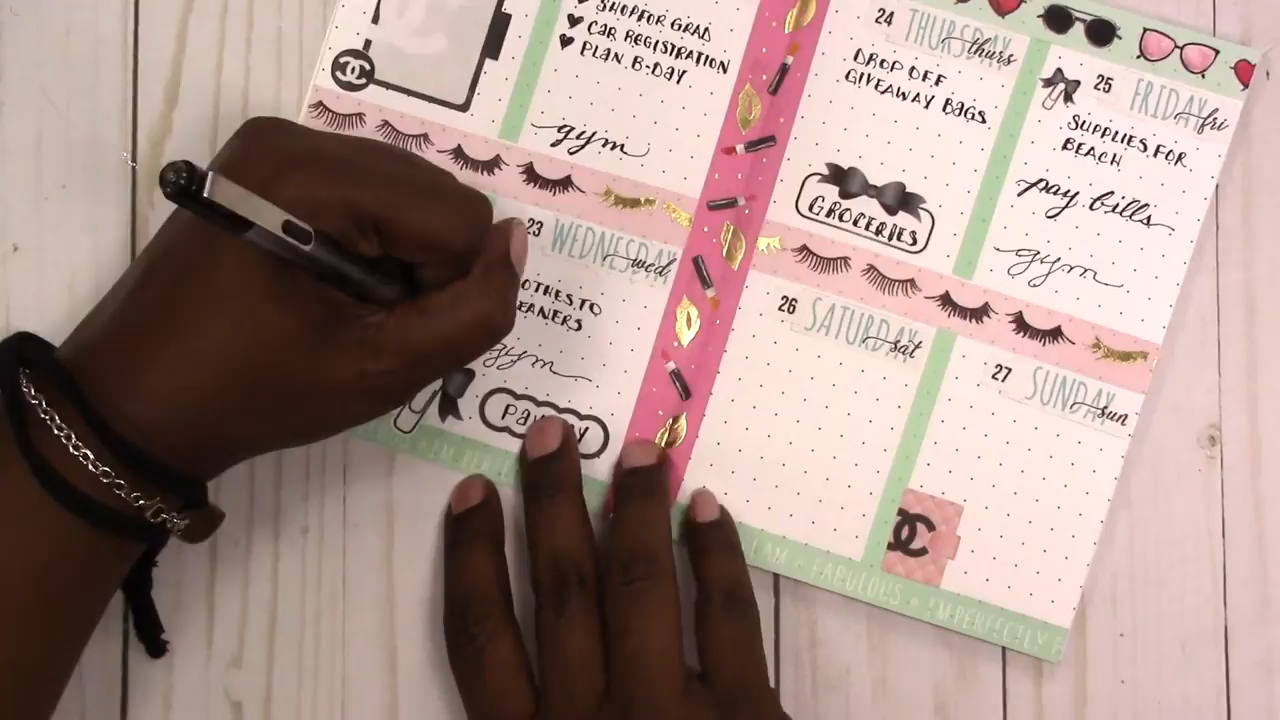 SHOP FOR GRAD
CAR REGISTRATION
PLAN B-DAY
gym
23 WEDNESDAY wed
gym
24 THURSDAY thurs
DROP OFF
GIVEAWAY BAGS
GROCERIES
25 FRIDAY fri
SUPPLIES FOR
BEACH
pay bills
gym
26 SATURDAY sat
27 SUNDAY sun
FABULOUS